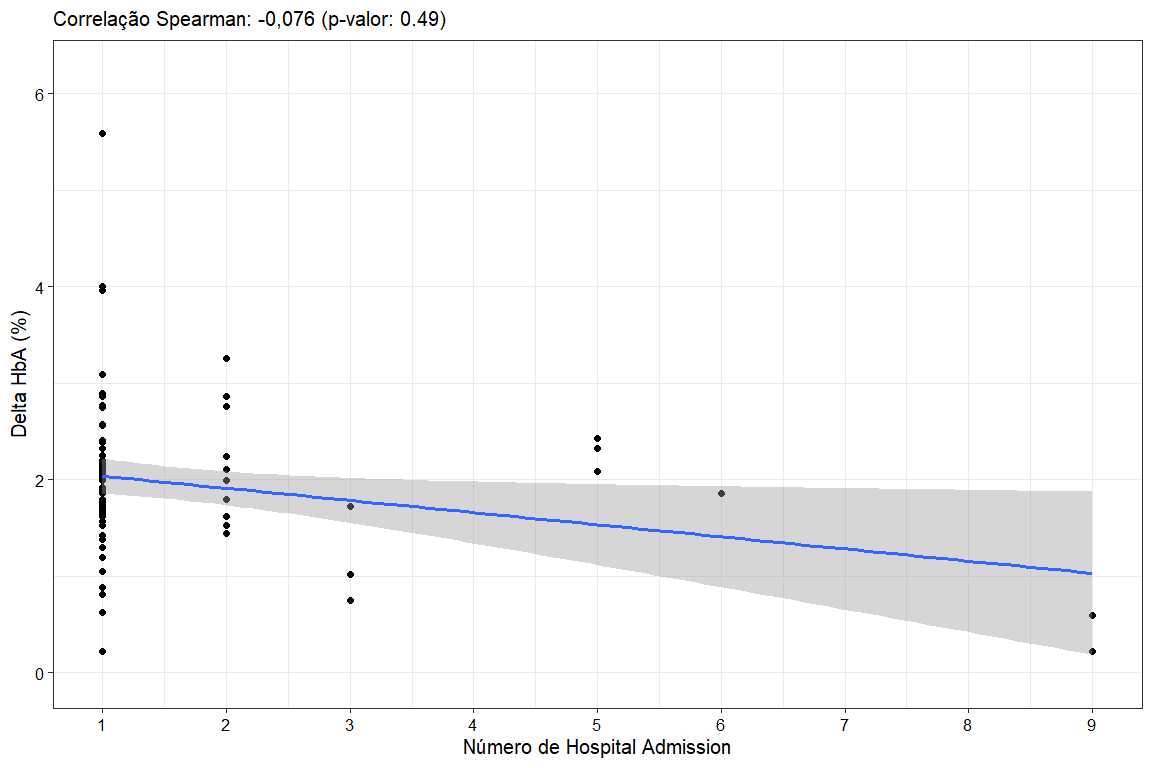 Correlação Spearman: -0,076 (p-valor: 0.49)
6
4
2
0
Delta HbA (%)
1 2 3 4 5 6 7 8 9
Número de Hospital Admission